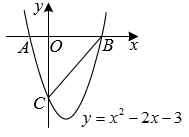 y
A O B x
C
y = x² − 2x − 3